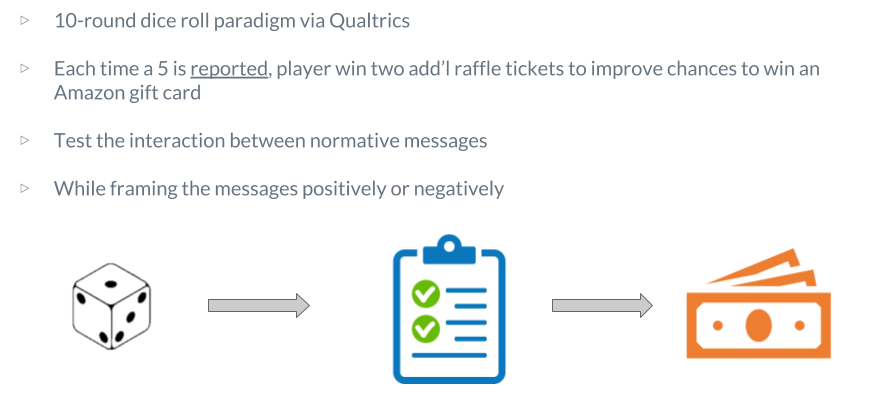 10-round dice roll paradigm via Qualtrics
Each time a 5 is reported, player win two add’l raffle tickets to improve chances to win an
Amazon gift card
Test the interaction between normative messages
While framing the messages positively or negatively